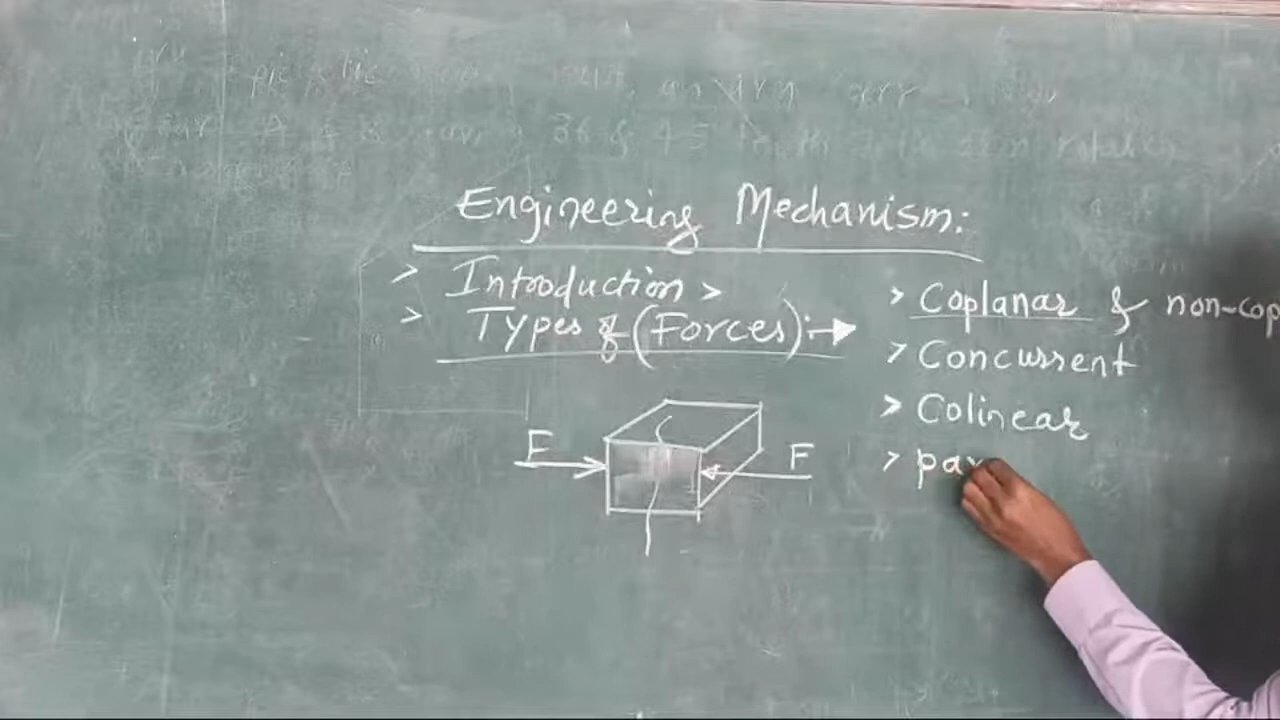 Engineering Mechanism:
> Introduction >
> Types of (Forces):→
> Coplanar & non-cop
> Concurrent
> Colinear
> par
F
F